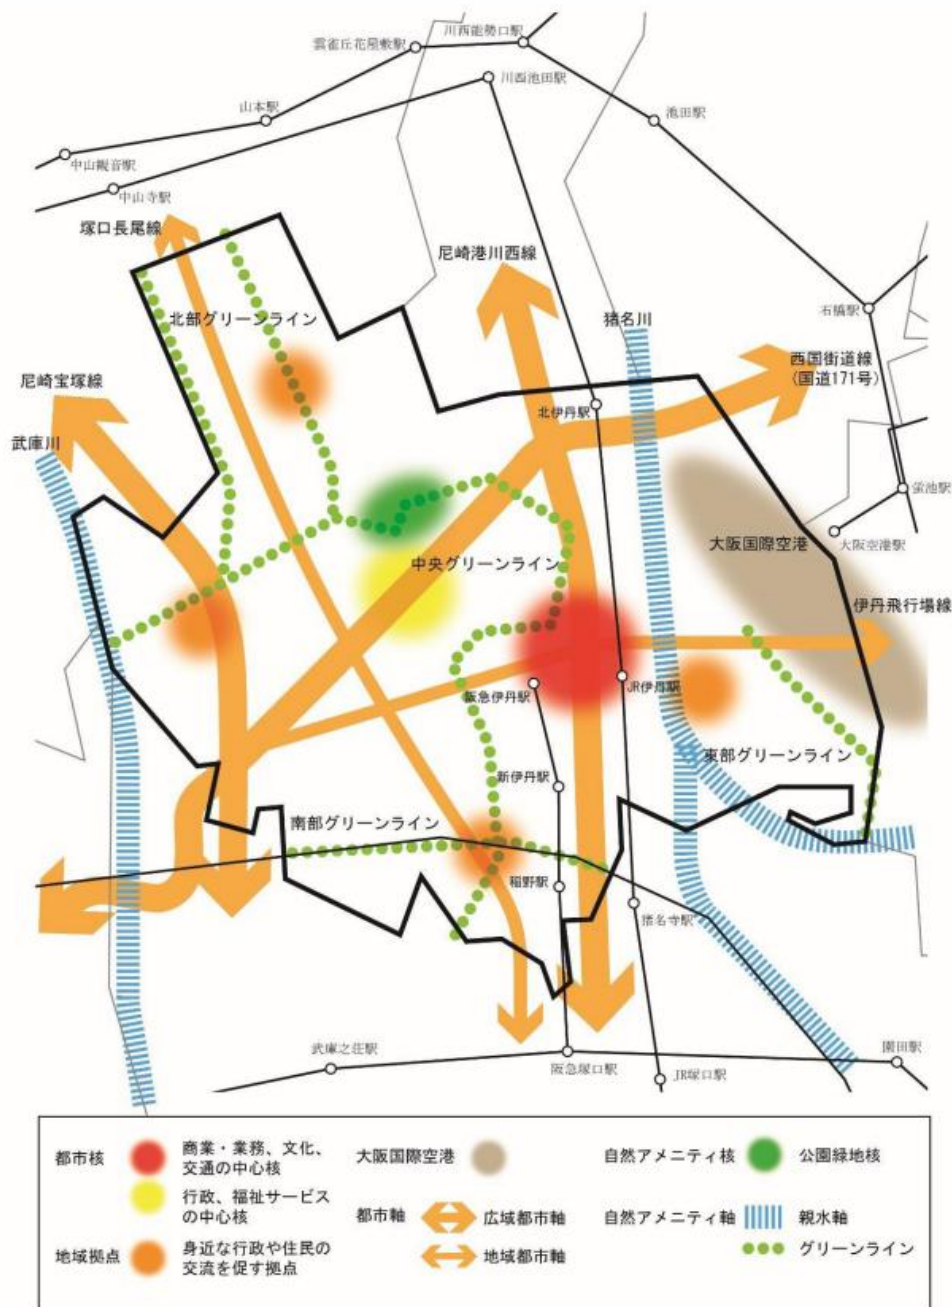 川西能勢口駅
雲雀丘花屋敷駅
川西池田駅
山本駅
池田駅
中山観音駅
中山寺駅
塚口長尾線
尼崎港川西線
石橋駅
北部グリーンライン
猪名川
西国街道線
(国道171号)
尼崎宝塚線
北伊丹駅
武庫川
蛍池駅
大阪国際空港
大阪空港駅
中央グリーンライン
伊丹飛行場線
阪急伊丹駅
JR伊丹駅
東部グリーンライン
新伊丹駅
南部グリーンライン
稲野駅
猪名寺駅
武庫之荘駅
阪急塚口駅
JR塚口駅
園田駅
都市核
商業・業務、文化、
交通の中心核
行政、福祉サービス
の中心核
地域拠点
身近な行政や住民の
交流を促す拠点
大阪国際空港
都市軸
広域都市軸
地域都市軸
自然アメニティ核
公園緑地核
自然アメニティ軸
親水軸
グリーンライン